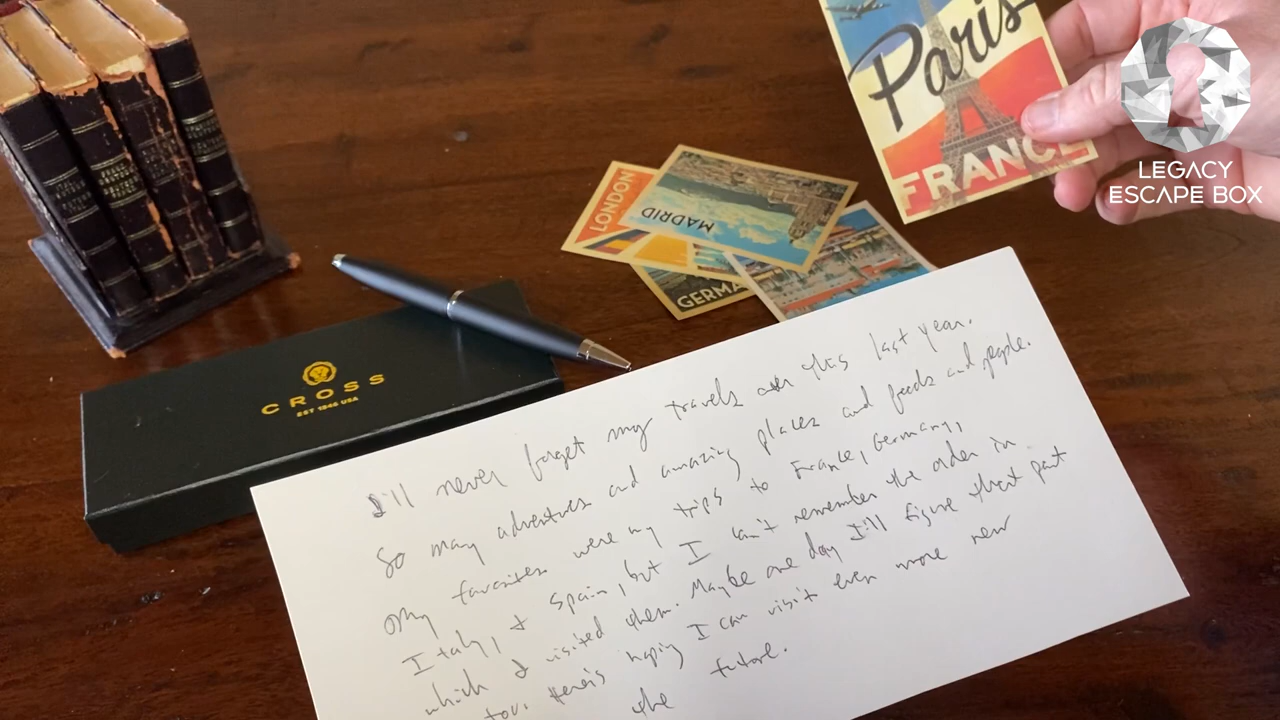 Paris
FRANCE
LEGACY
ESCAPE BOX
LONDON
MADRID
GERMA
CROSS
EST 1846 USA
I'll never forget my travels this last year.
So many adventures and amazing places and foods and people.
My favorites were my trips to France, Germany,
Italy, & Spain, but I can't remember the order in
which I visited them. Maybe one day I'll figure that part
Here's hoping I can visit even more new
the future.